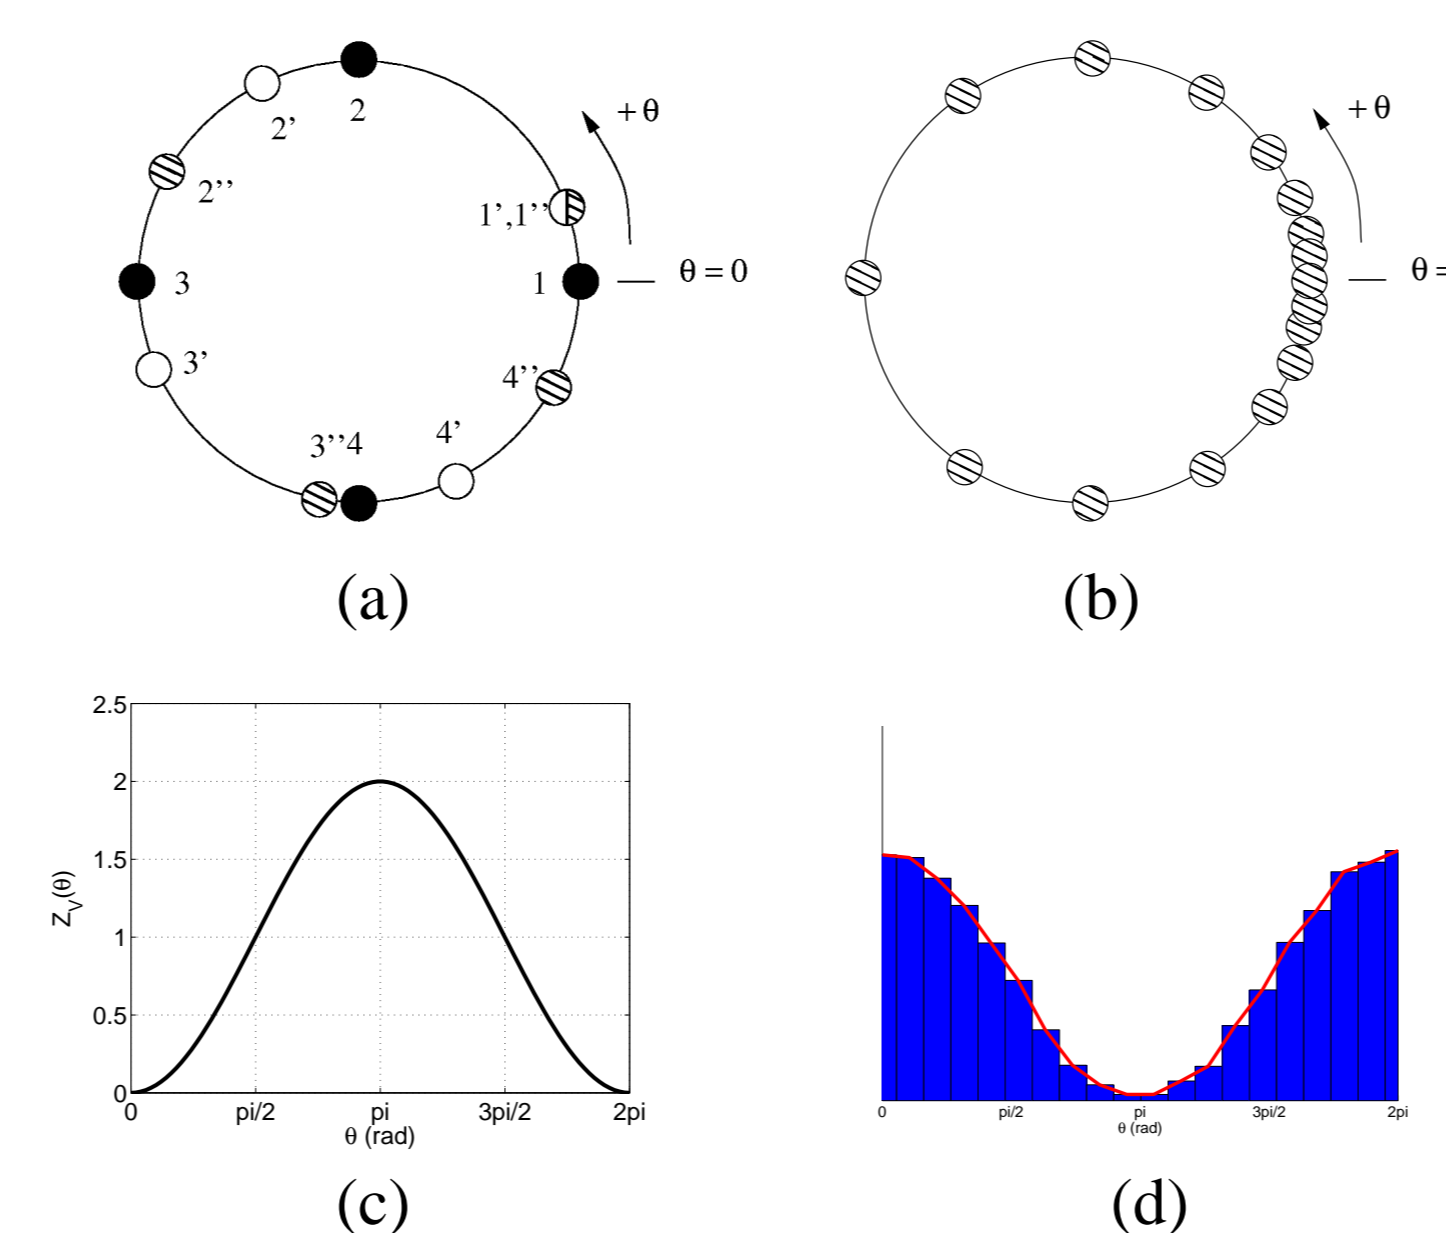 2
2'
2''
+ θ
+ θ
1',1''
3
1
θ = 0
θ =
3'
4''
3''4
4'
(a)
(b)
2.5
2
1.5
1
0.5
0
Z_V(θ)
0 pi/2 pi 3pi/2 2pi
θ (rad)
0 pi/2 pi 3pi/2 2pi
θ (rad)
(c)
(d)